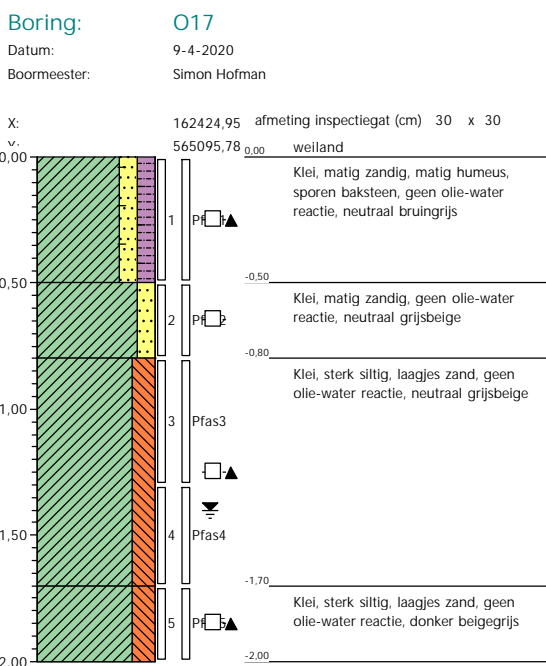 Boring: O17
Datum: 9-4-2020
Boormeester: Simon Hofman
X: 162424,95 afmeting inspectiegat (cm) 30 x 30
565095,78 0,00 weiland
0,00
Klei, matig zandig, matig humeus,
sporen baksteen, geen olie-water
reactie, neutraal bruingrijs
1
-0,50
0,50
Klei, matig zandig, geen olie-water
reactie, neutraal grijsbeige
2
-0,80
Klei, sterk siltig, laagjes zand, geen
olie-water reactie, neutraal grijsbeige
1,00
3 Pfas3
1,50
4 Pfas4
-1,70
Klei, sterk siltig, laagjes zand, geen
olie-water reactie, donker beigegrijs
5
-2,00
2,00